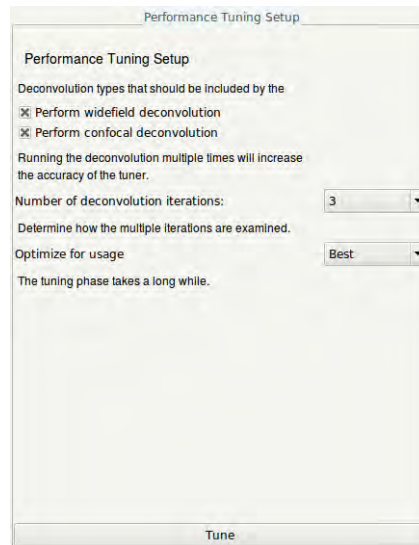 Performance Tuning Setup
Performance Tuning Setup
Deconvolution types that should be included by the
Perform widefield deconvolution
Perform confocal deconvolution
Running the deconvolution multiple times will increase
the accuracy of the tuner.
Number of deconvolution iterations: 3
Determine how the multiple iterations are examined.
Optimize for usage Best
The tuning phase takes a long while.
Tune